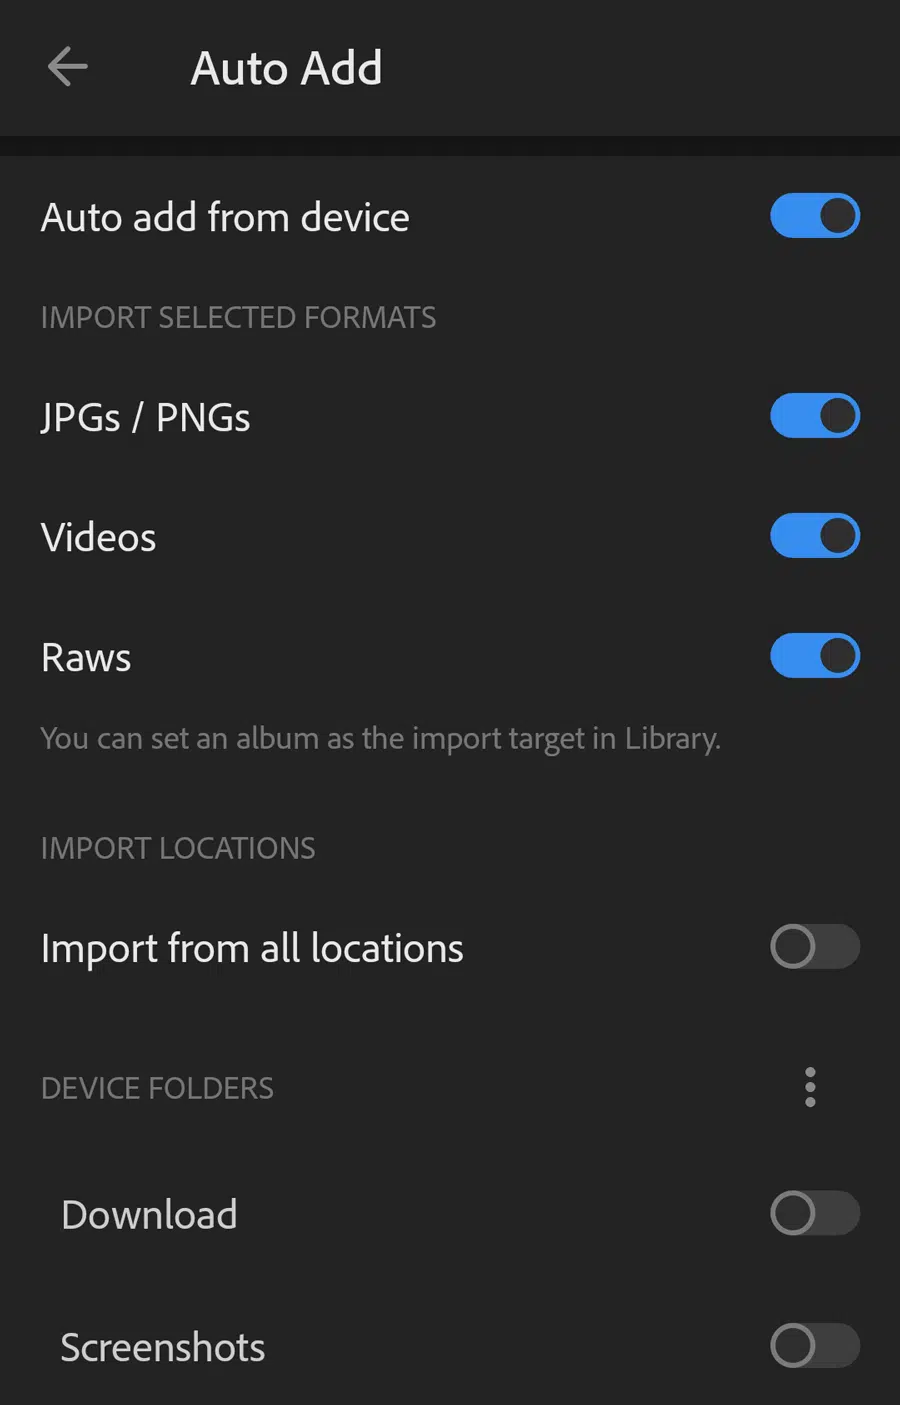 Auto Add
Auto add from device
IMPORT SELECTED FORMATS
JPGs / PNGs
Videos
Raws
You can set an album as the import target in Library.
IMPORT LOCATIONS
Import from all locations
DEVICE FOLDERS
Download
Screenshots